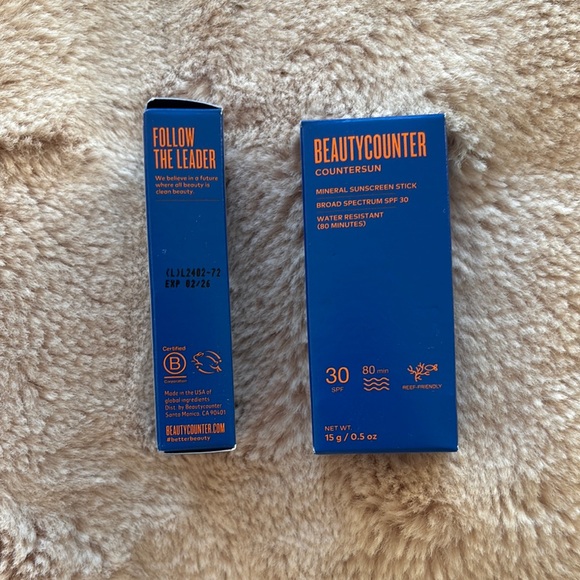 FOLLOW
THE LEADER
We believe in a future
where all beauty is
clean beauty.
(L)L2402-72
EXP 02/26
Certified
B
Corporation
Made in the USA of
global ingredients
Dist. by Beautycounter
Santa Monica, CA 90401
BEAUTYCOUNTER.COM
#betterbeauty
BEAUTYCOUNTER
COUNTERSUN
MINERAL SUNSCREEN STICK
BROAD SPECTRUM SPF 30
WATER RESISTANT
(80 MINUTES)
30
SPF
80 min
REEF-FRIENDLY
NET WT.
15 g / 0.5 oz